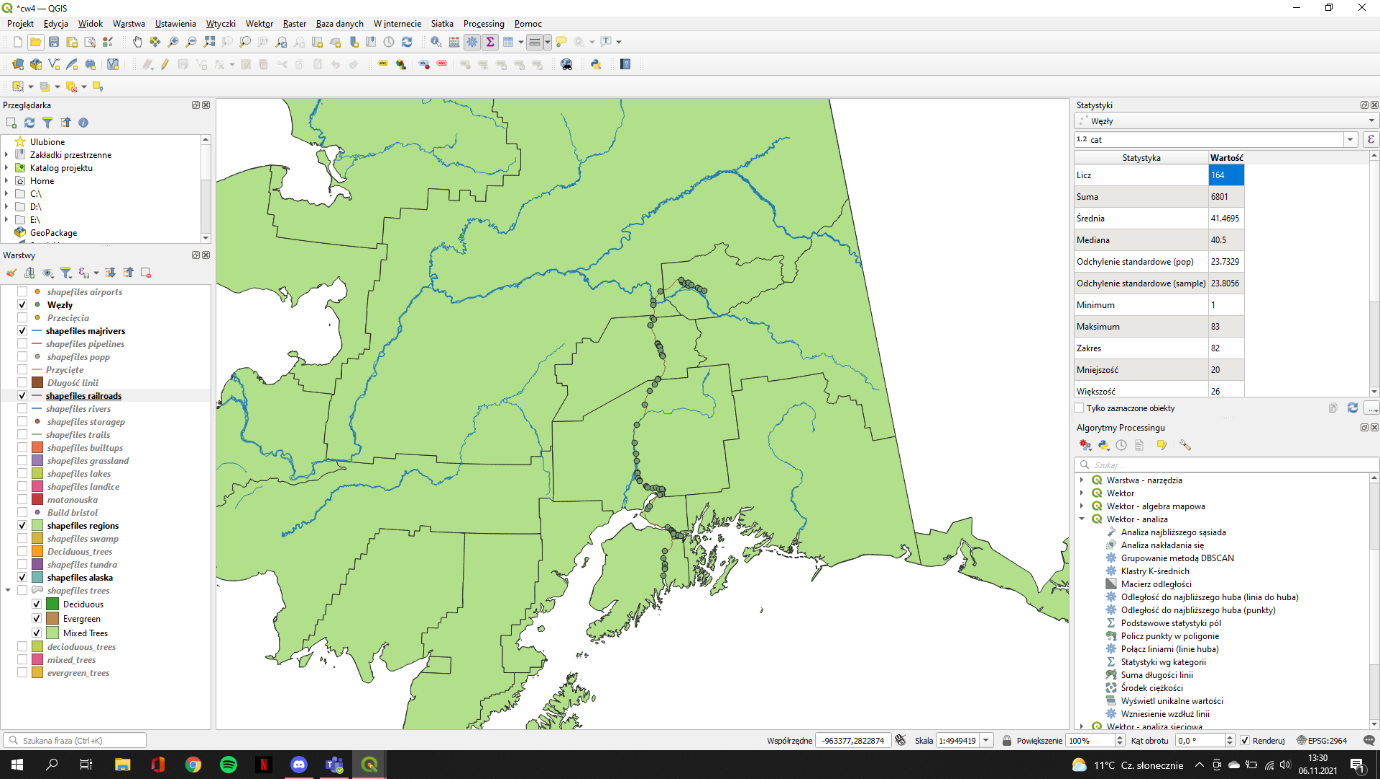 *cw4 — QGIS
Projekt Edycja Widok Warstwa Ustawienia Wtyczki Wektor Raster Baza danych W internecie Siatka Processing Pomoc
Przeglądarka
Ulubione
Zakładki przestrzenne
Katalog projektu
Home
C:\
D:\
E:\
GeoPackage
Warstwy
shapefiles airports
Węzły
Przecięcia
shapefiles majrivers
shapefiles pipelines
shapefiles popp
Przycięte
Długość linii
shapefiles railroads
shapefiles rivers
shapefiles storagep
shapefiles trails
shapefiles builtups
shapefiles grassland
shapefiles lakes
shapefiles landice
matanouska
Build bristol
shapefiles regions
shapefiles swamp
Deciduous_trees
shapefiles tundra
shapefiles alaska
shapefiles trees
Deciduous
Evergreen
Mixed Trees
decioduous_trees
mixed_trees
evergreen_trees
Statystyki
Węzły
1.2 cat
Statystyka Wartość
Licz 164
Suma 6801
Średnia 41.4695
Mediana 40.5
Odchylenie standardowe (pop) 23.7329
Odchylenie standardowe (sample) 23.8056
Minimum 1
Maksimum 83
Zakres 82
Mniejszość 20
Większość 26
Tylko zaznaczone obiekty
Algorytmy Processingu
Szukaj...
Warstwa - narzędzia
Wektor
Wektor - algebra mapowa
Wektor - analiza
Analiza najbliższego sąsiada
Analiza nakładania się
Grupowanie metodą DBSCAN
Klastry K-średnich
Macierz odległości
Odległość do najbliższego huba (linia do huba)
Odległość do najbliższego huba (punkty)
Podstawowe statystyki pól
Policz punkty w poligonie
Połącz liniami (linie huba)
Statystyki wg kategorii
Suma długości linii
Środek ciężkości
Wyświetl unikalne wartości
Wzniesienie wzdłuż linii
Wektor - analiza sieciowa
Szukana fraza (Ctrl+K)
Współrzędne -963377,2822874 Skala 1:4949419 Powiększenie 100% Kąt obrotu 0,0 ° Renderuj EPSG:2964
11°C Cz. słonecznie
13:30
06.11.2021